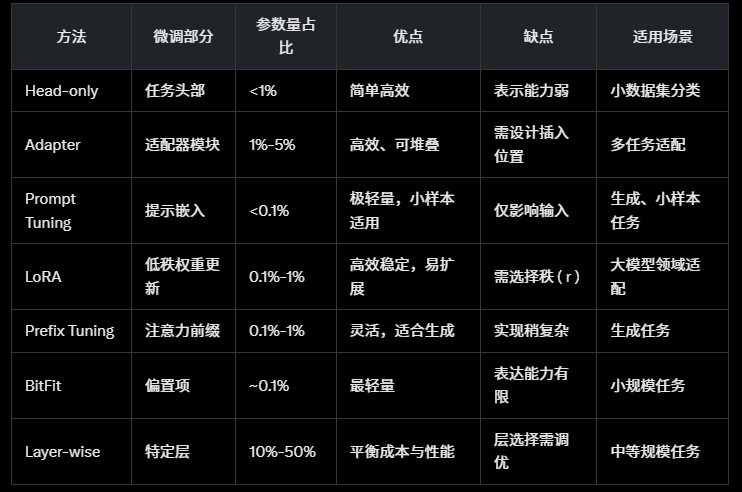 方法 微调部分 参数量占比 优点 缺点 适用场景
Head-only 任务头部 <1% 简单高效 表示能力弱 小数据集分类
Adapter 适配器模块 1%-5% 高效、可堆叠 需设计插入位置 多任务适配
Prompt Tuning 提示嵌入 <0.1% 极轻量，小样本适用 仅影响输入 生成、小样本任务
LoRA 低秩权重更新 0.1%-1% 高效稳定，易扩展 需选择秩 ( r ) 大模型领域适配
Prefix Tuning 注意力前缀 0.1%-1% 灵活，适合生成 实现稍复杂 生成任务
BitFit 偏置项 ~0.1% 最轻量 表达能力有限 小规模任务
Layer-wise 特定层 10%-50% 平衡成本与性能 层选择需调优 中等规模任务